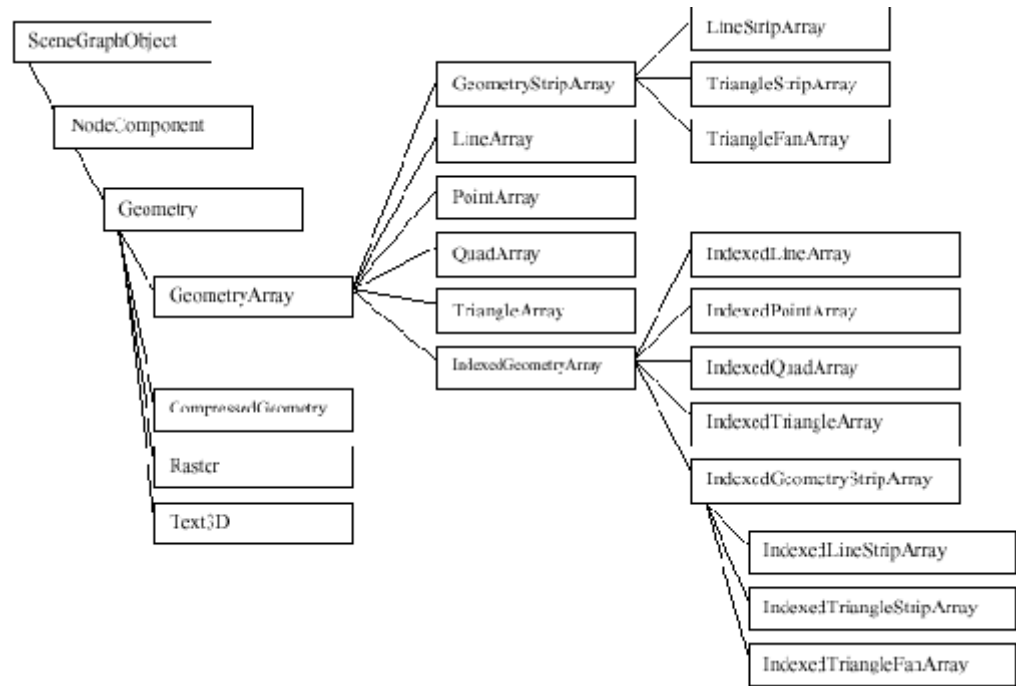 SceneGraphObject
NodeComponent
Geometry
GeometryArray
CompressedGeometry
Raster
Text3D
GeometryStripArray
LineArray
PointArray
QuadArray
TriangleArray
IndexedGeometryArray
LineStripArray
TriangleStripArray
TriangleFanArray
IndexedLineArray
IndexedPointArray
IndexedQuadArray
IndexedTriangleArray
IndexedGeometryStripArray
IndexedLineStripArray
IndexedTriangleStripArray
IndexedTriangleFanArray